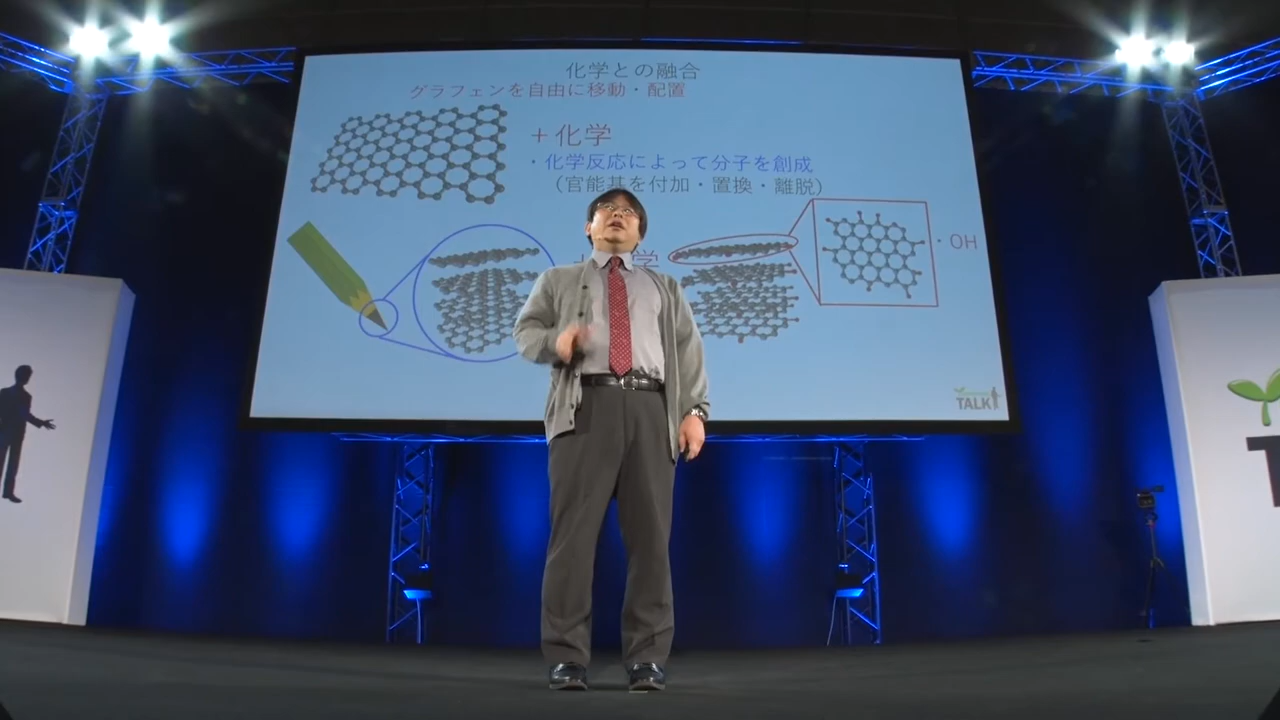 化学との融合
グラフェンを自由に移動・配置
+化学
・化学反応によって分子を創成
(官能基を付加・置換・離脱)
学
・OH
TALK
T